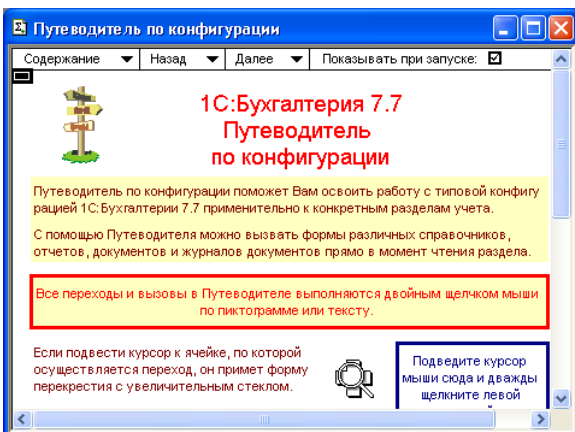 Путеводитель по конфигурации
Содержание Назад Далее Показывать при запуске:
1С:Бухгалтерия 7.7
Путеводитель
по конфигурации
Путеводитель по конфигурации поможет Вам освоить работу с типовой конфигу
рацией 1С:Бухгалтерии 7.7 применительно к конкретным разделам учета.
С помощью Путеводителя можно вызвать формы различных справочников,
отчетов, документов и журналов документов прямо в момент чтения раздела.
Все переходы и вызовы в Путеводителе выполняются двойным щелчком мыши
по пиктограмме или тексту.
Если подвести курсор к ячейке, по которой
осуществляется переход, он примет форму
перекрестия с увеличительным стеклом.
Подведите курсор
мыши сюда и дважды
щелкните левой